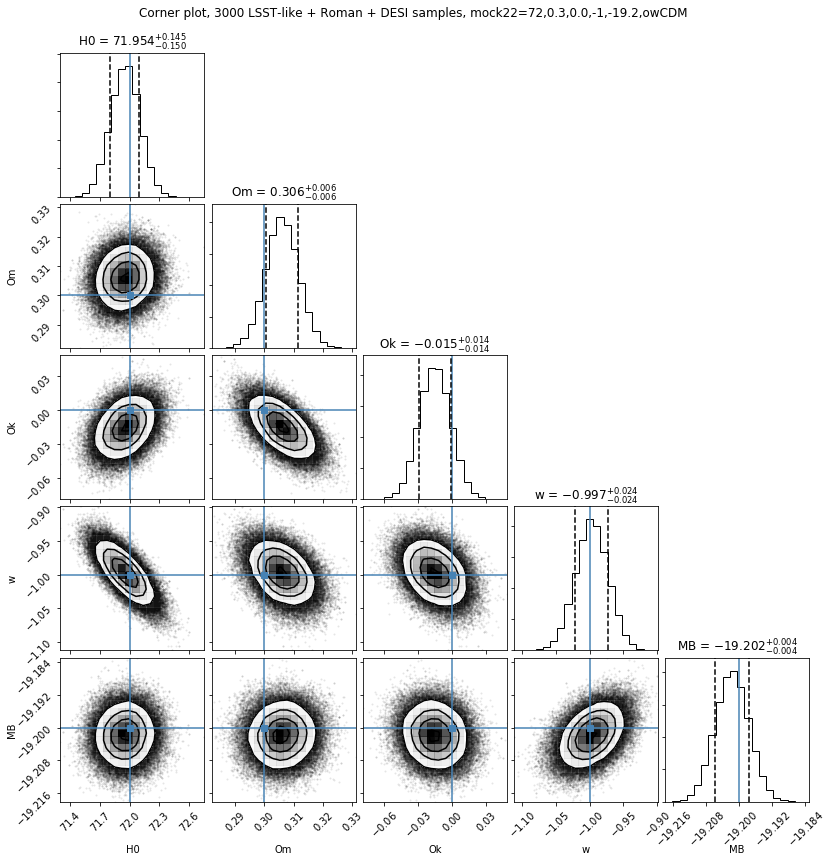 Corner plot, 3000 LSST-like + Roman + DESI samples, mock22=72,0.3,0.0,-1,-19.2,owCDM
H0 = 71.954+0.145−0.150
Om = 0.306+0.006−0.006
0.33
0.32
0.31
0.30
0.29
Om
Ok = −0.015+0.014−0.014
0.03
0.00
−0.03
−0.06
Ok
w = −0.997+0.024−0.024
−0.90
−0.95
−1.00
−1.05
−1.10
w
MB = −19.202+0.004−0.004
−19.184
−19.192
−19.200
−19.208
−19.216
MB
71.4 71.7 72.0 72.3 72.6
0.29 0.30 0.31 0.32 0.33
−0.06 −0.03 0.00 0.03
−1.10 −1.05 −1.00 −0.95 −0.90
−19.216 −19.208 −19.200 −19.192 −19.184
H0 Om Ok w MB